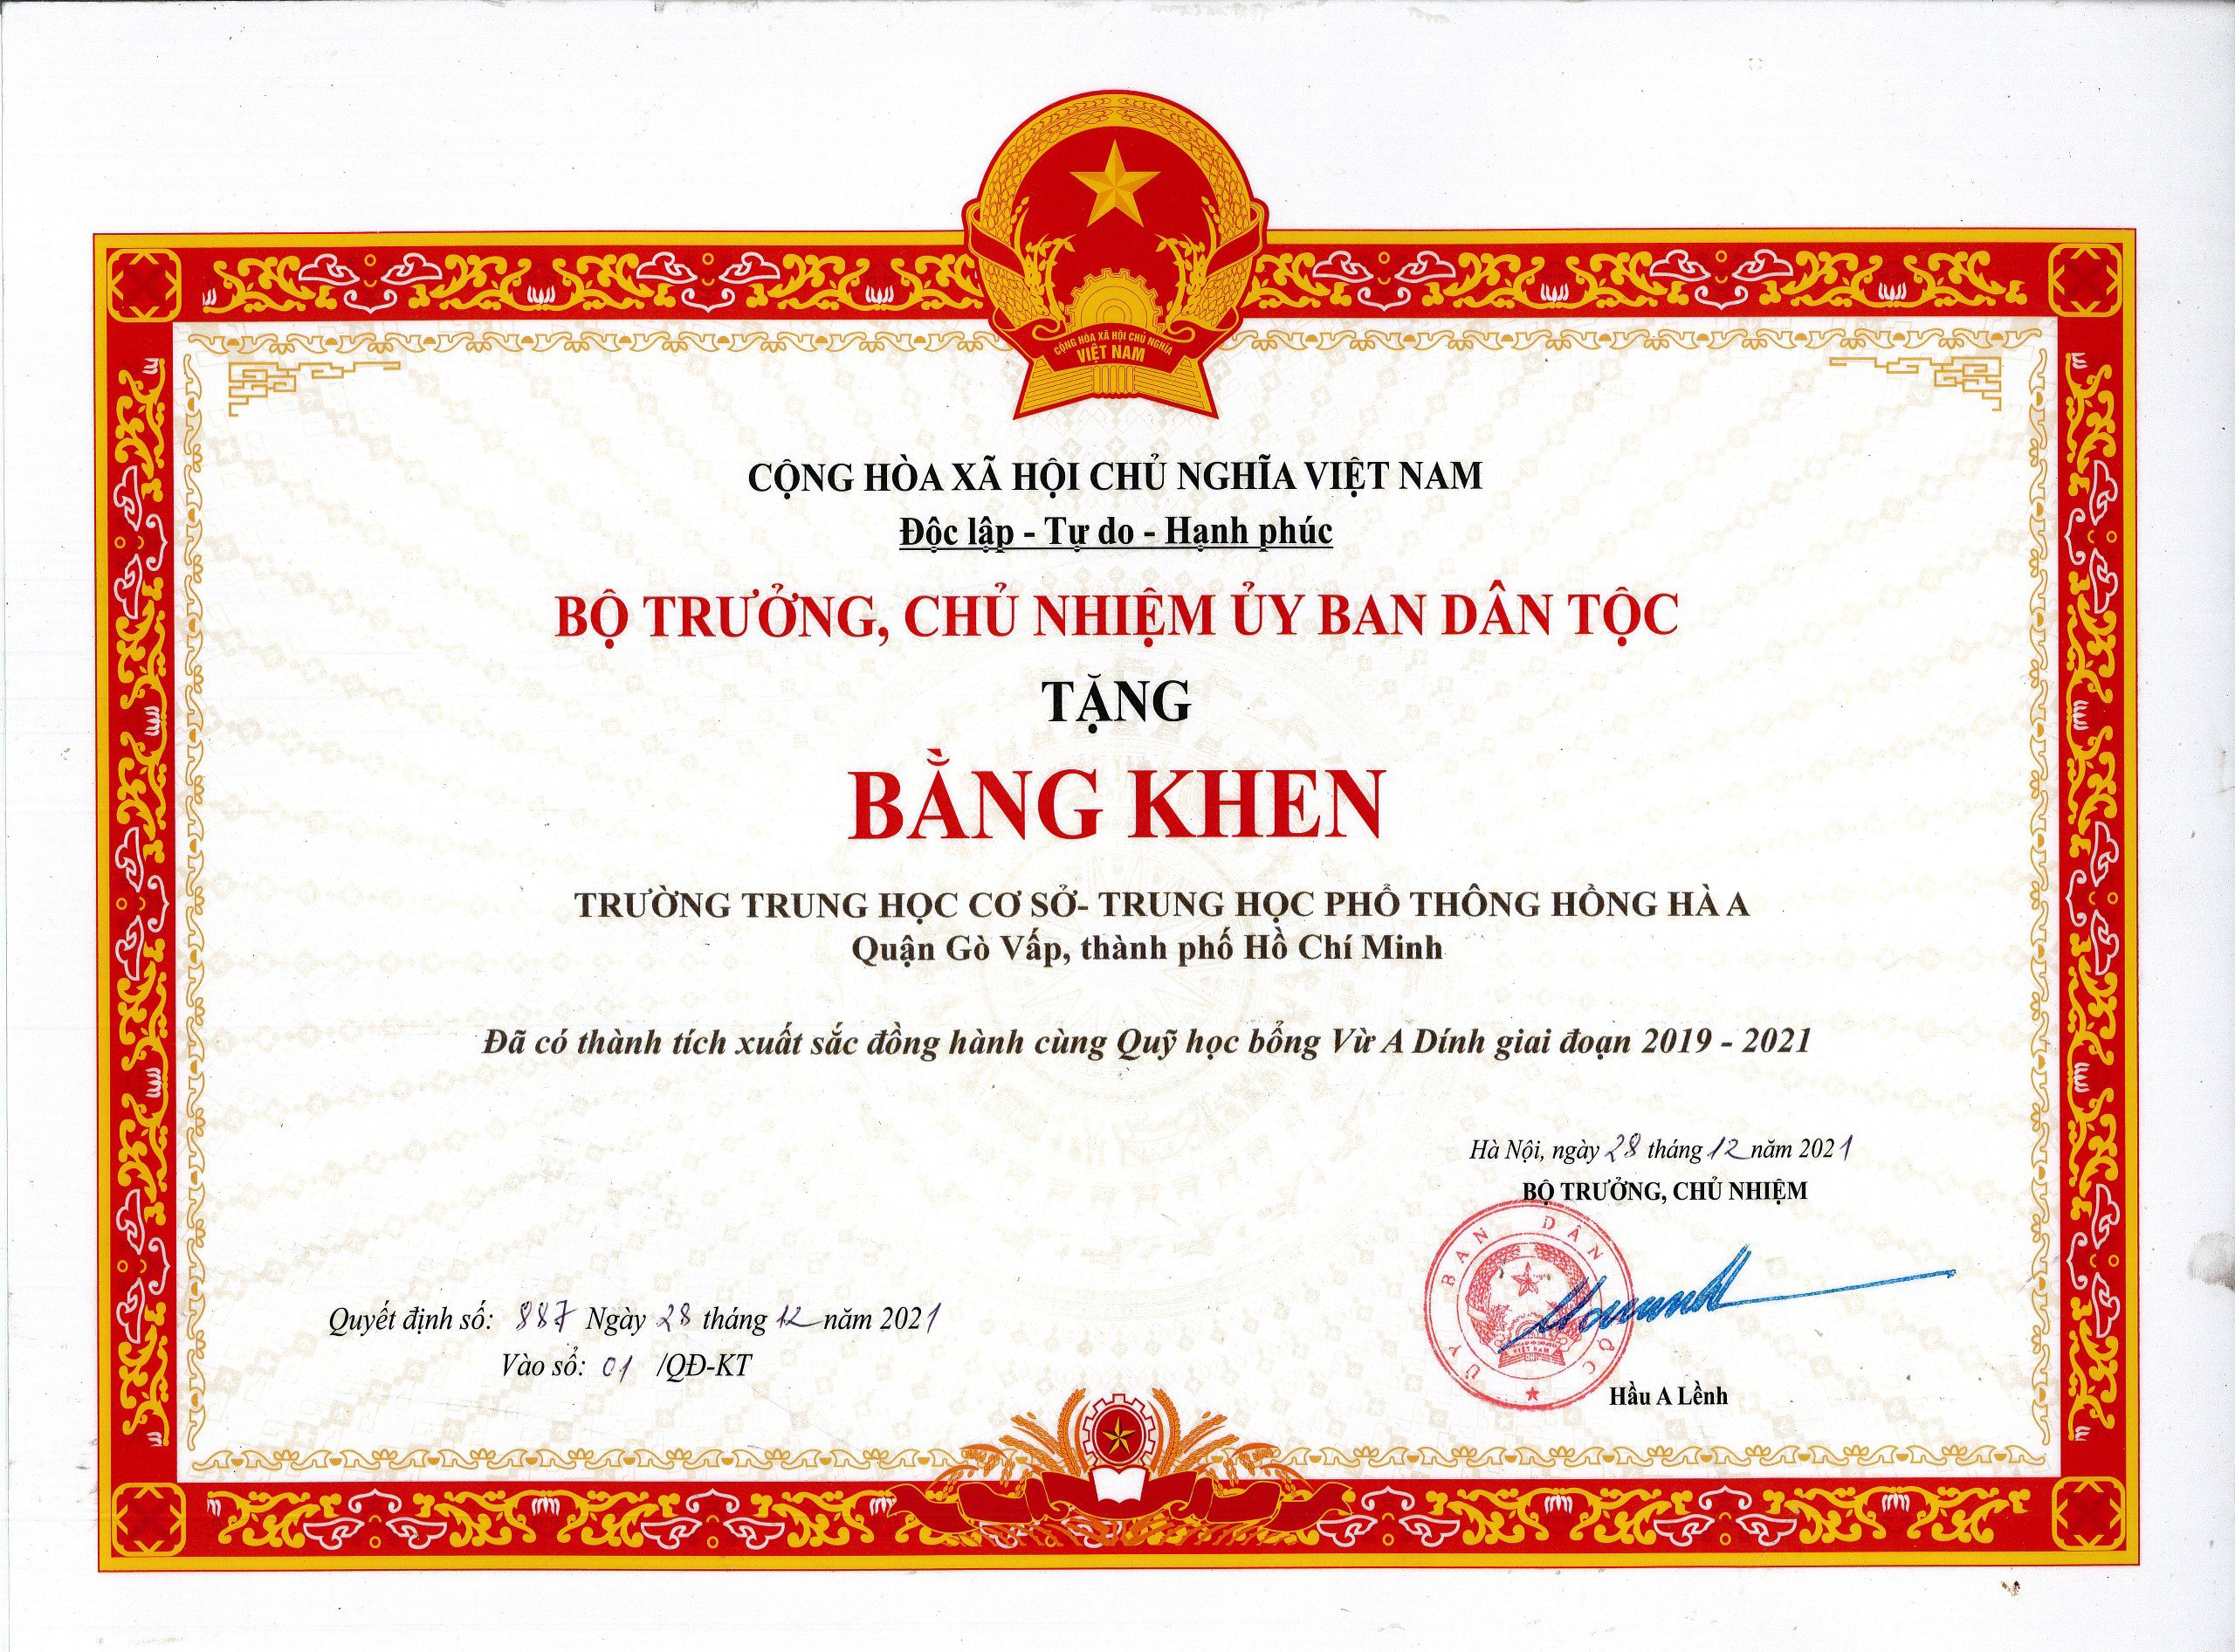 CỘNG HÒA XÃ HỘI CHỦ NGHĨA
VIỆT NAM
CỘNG HÒA XÃ HỘI CHỦ NGHĨA VIỆT NAM
Độc lập - Tự do - Hạnh phúc
BỘ TRƯỞNG, CHỦ NHIỆM ỦY BAN DÂN TỘC
TẶNG
BẰNG KHEN
TRƯỜNG TRUNG HỌC CƠ SỞ- TRUNG HỌC PHỔ THÔNG HỒNG HÀ A
Quận Gò Vấp, thành phố Hồ Chí Minh
Đã có thành tích xuất sắc đồng hành cùng Quỹ học bổng Vừ A Dính giai đoạn 2019 - 2021
Hà Nội, ngày 28 tháng 12 năm 2021
BỘ TRƯỞNG, CHỦ NHIỆM
ỦY BAN DÂN TỘC
VIỆT NAM
Hầu A Lềnh
Quyết định số: 887 Ngày 28 tháng 12 năm 2021
Vào sổ: 01 /QĐ-KT